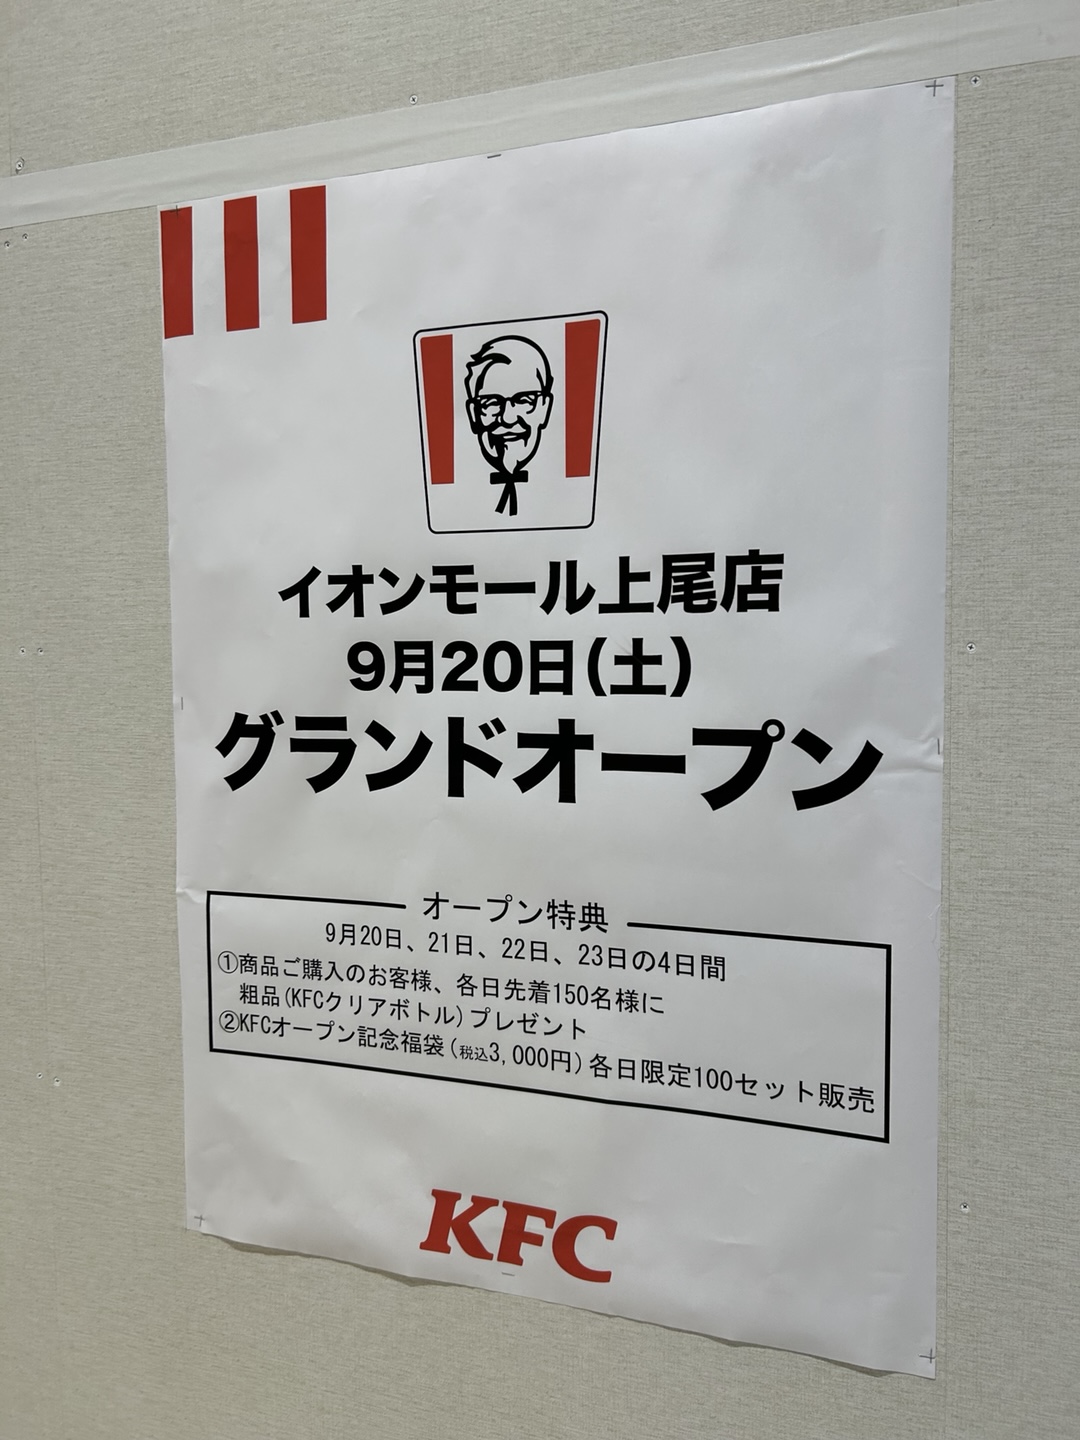 イオンモール上尾店
9月20日(土)
グランドオープン
オープン特典
9月20日、21日、22日、23日の4日間
①商品ご購入のお客様、各日先着150名様に
粗品(KFCクリアボトル)プレゼント
②KFCオープン記念福袋(税込3,000円)各日限定100セット販売
KFC